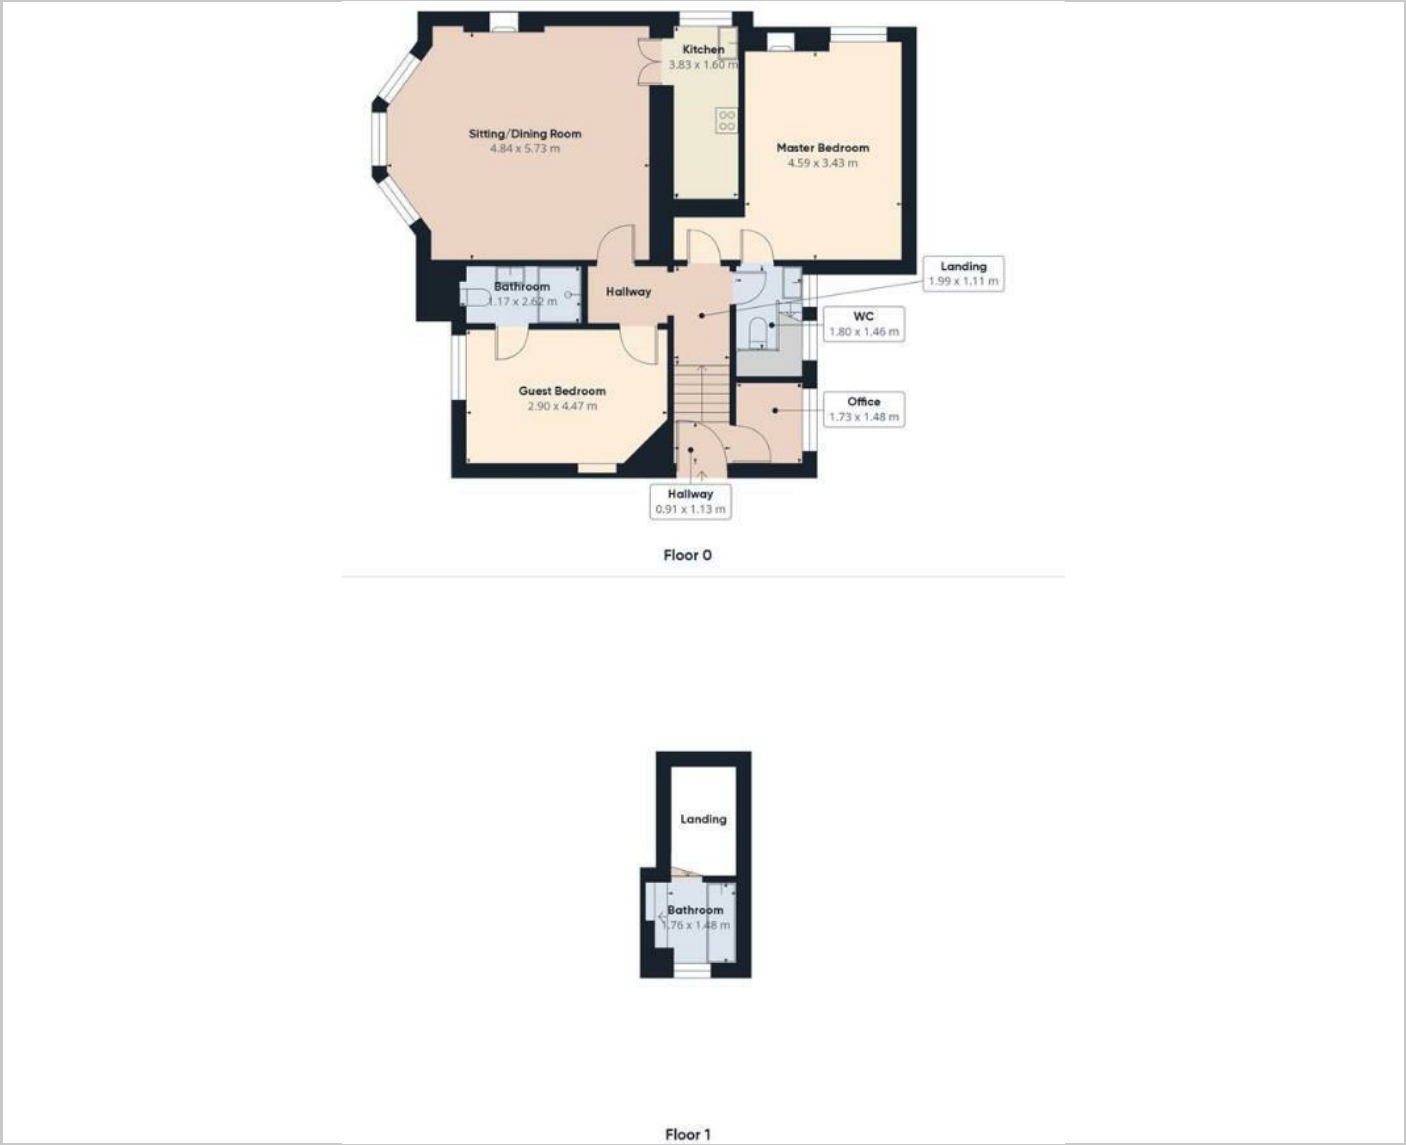 Kitchen
3.83 x 1.60 m
Sitting/Dining Room
4.84 x 5.73 m
Master Bedroom
4.59 x 3.43 m
Landing
1.99 x 1.11 m
Bathroom
1.17 x 2.62 m
Hallway
WC
1.80 x 1.46 m
Guest Bedroom
2.90 x 4.47 m
Office
1.73 x 1.48 m
Hallway
0.91 x 1.13 m
Floor 0
Landing
Bathroom
1.76 x 1.48 m
Floor 1